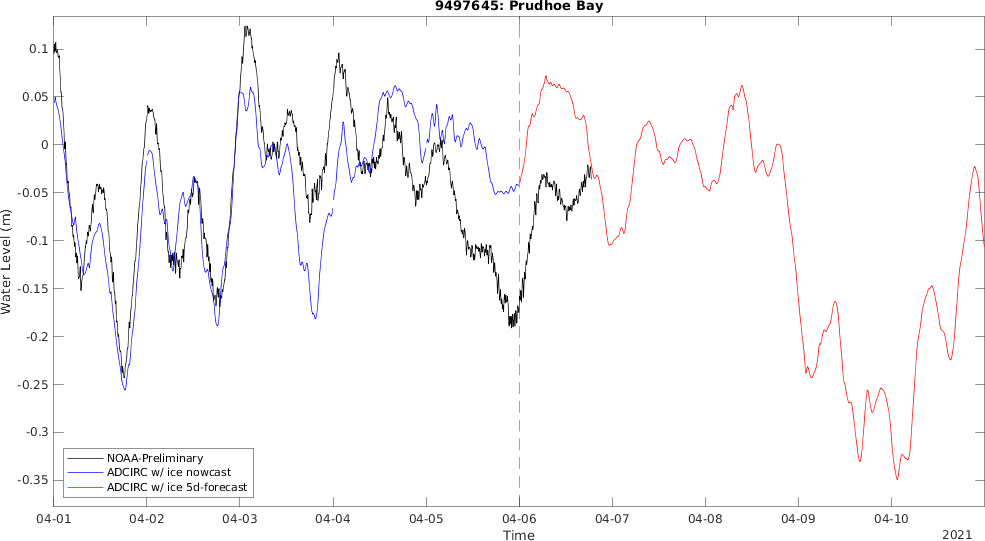 9497645: Prudhoe Bay
0.1
0.05
0
-0.05
-0.1
-0.15
-0.2
-0.25
-0.3
-0.35
Water Level (m)
NOAA-Preliminary
ADCIRC w/ ice nowcast
ADCIRC w/ ice 5d-forecast
04-01 04-02 04-03 04-04 04-05 04-06 04-07 04-08 04-09 04-10
Time
2021